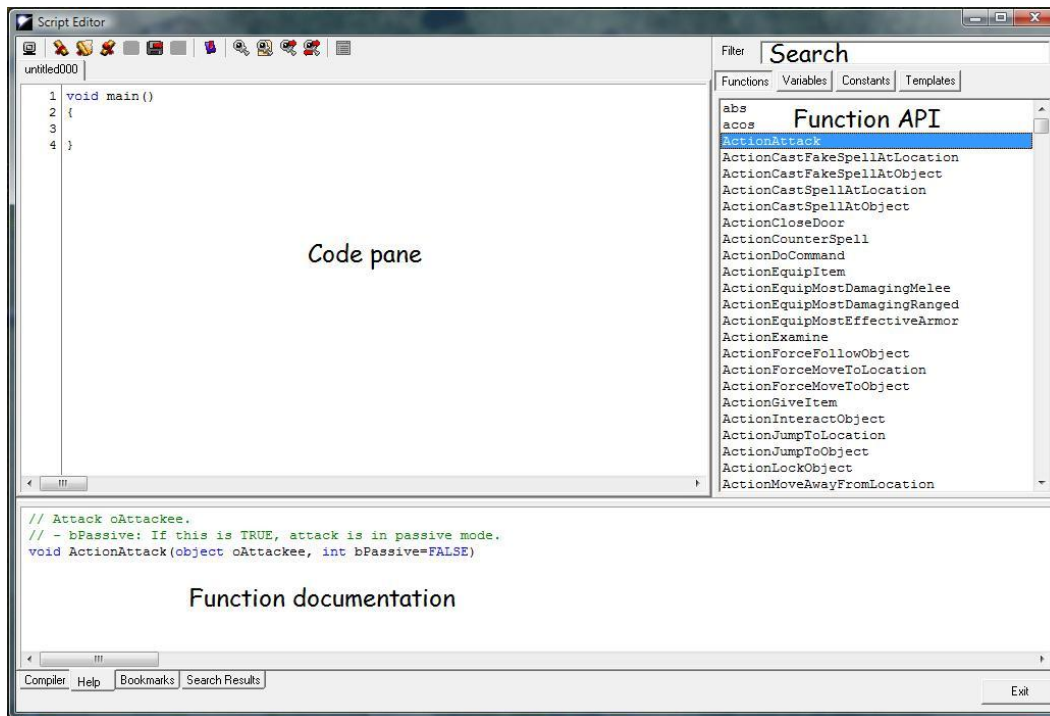 Script Editor
untitled000
1 void main()
2 {
3
4 }
Code pane
Filter Search
Functions Variables Constants Templates
abs
acos
Function API
ActionAttack
ActionCastFakeSpellAtLocation
ActionCastFakeSpellAtObject
ActionCastSpellAtLocation
ActionCastSpellAtObject
ActionCloseDoor
ActionCounterSpell
ActionDoCommand
ActionEquipItem
ActionEquipMostDamagingMelee
ActionEquipMostDamagingRanged
ActionEquipMostEffectiveArmor
ActionExamine
ActionForceFollowObject
ActionForceMoveToLocation
ActionForceMoveToObject
ActionGiveItem
ActionInteractObject
ActionJumpToLocation
ActionJumpToObject
ActionLockObject
ActionMoveAwayFromLocation
// Attack oAttackee.
// - bPassive: If this is TRUE, attack is in passive mode.
void ActionAttack(object oAttackee, int bPassive=FALSE)
Function documentation
Compiler Help Bookmarks Search Results
Exit